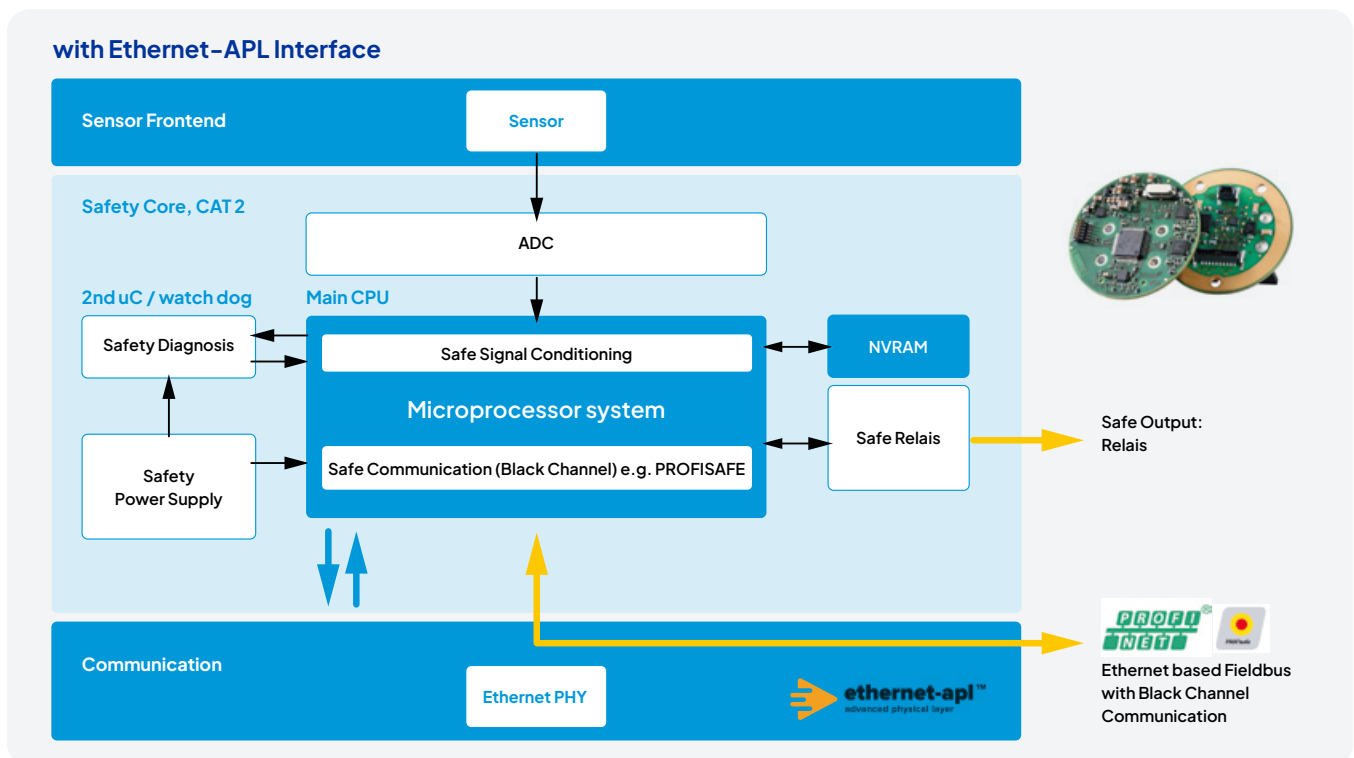 with Ethernet-APL Interface
Sensor Frontend
Sensor
Safety Core, CAT 2
ADC
2nd uC / watch dog
Main CPU
Safety Diagnosis
Safe Signal Conditioning
NVRAM
Microprocessor system
Safe Relais
Safe Output:
Relais
Safety
Power Supply
Safe Communication (Black Channel) e.g. PROFISAFE
Communication
Ethernet PHY
ethernet-apl™
advanced physical layer
PROFI®
NET
PROFIsafe
Ethernet based Fieldbus
with Black Channel
Communication